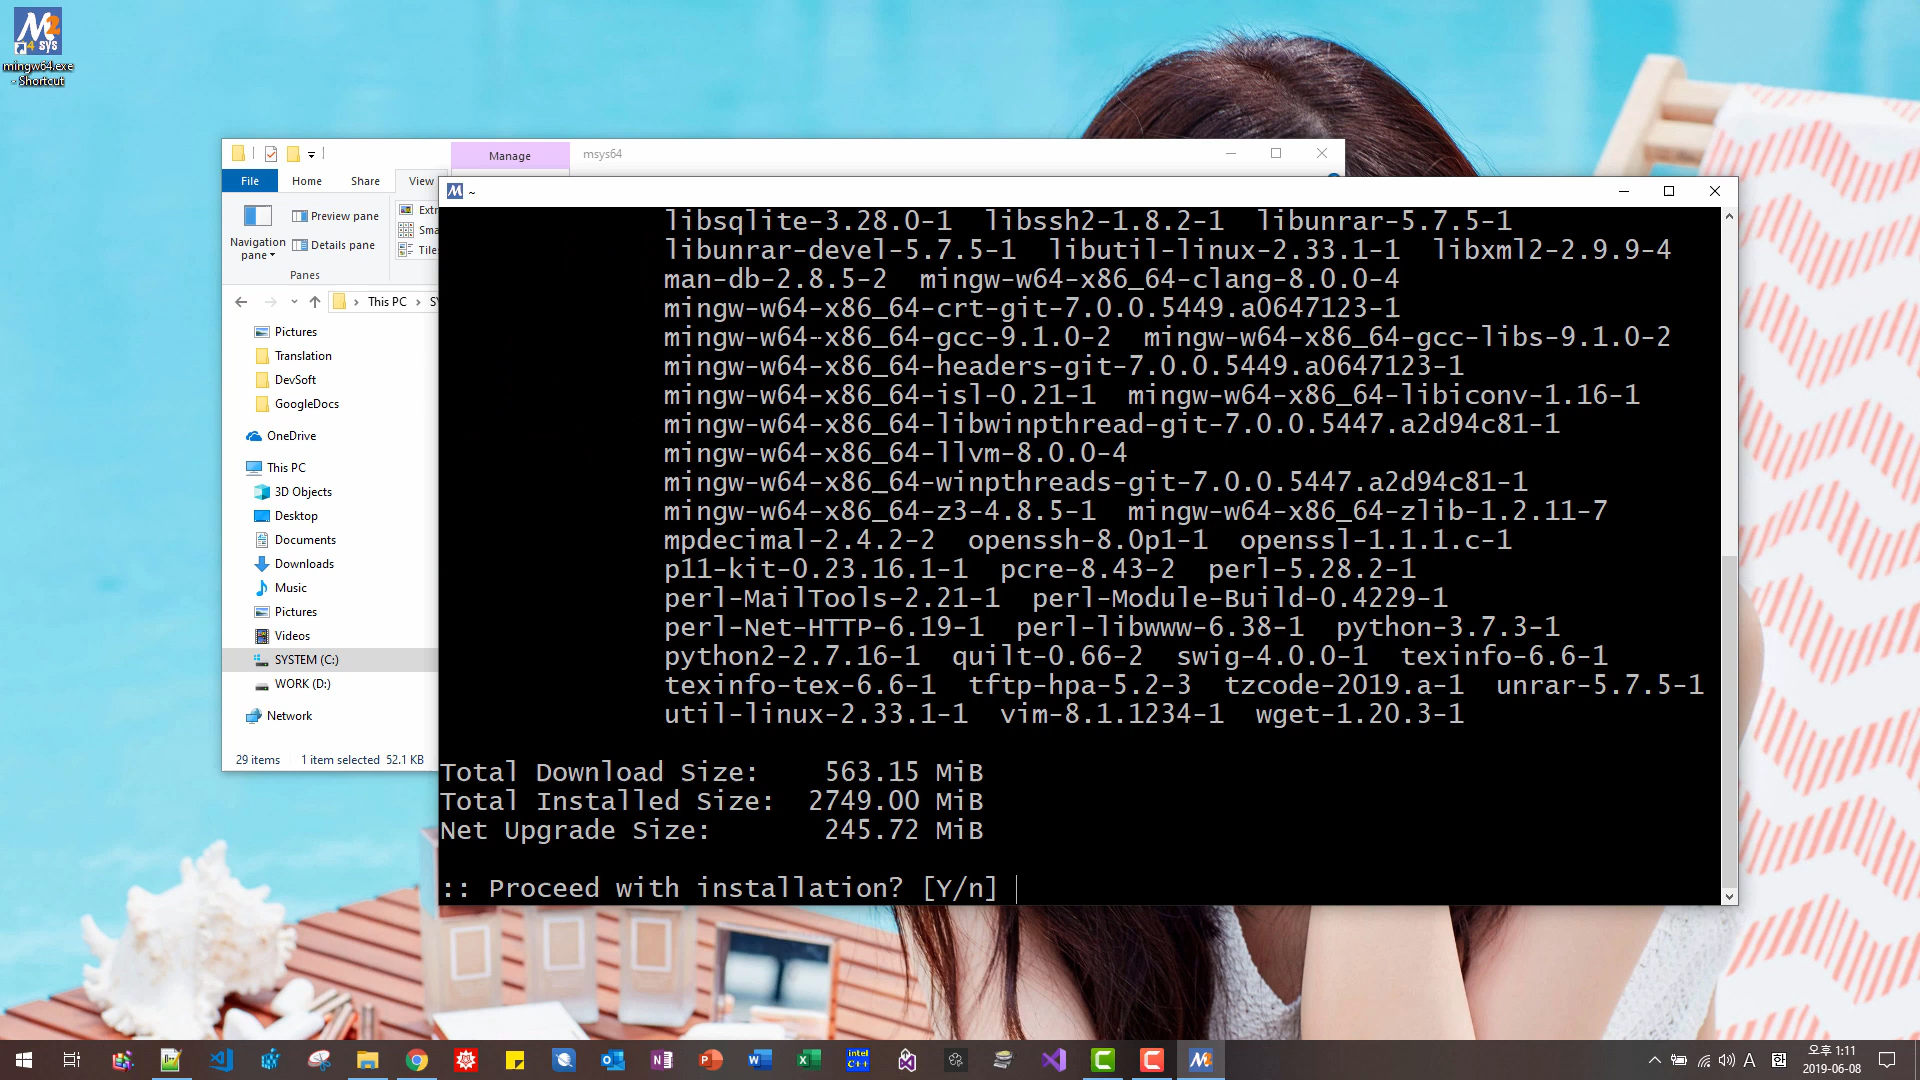 mingw64.exe
- Shortcut
Manage
msys64
File
Home
Share
View
Navigation
pane
Preview pane
Details pane
Extr
Sma
Tile
Panes
This PC
SY
Pictures
Translation
DevSoft
GoogleDocs
OneDrive
This PC
3D Objects
Desktop
Documents
Downloads
Music
Pictures
Videos
SYSTEM (C:)
WORK (D:)
Network
29 items 1 item selected 52.1 KB
~
libsqlite-3.28.0-1 libssh2-1.8.2-1 libunrar-5.7.5-1
libunrar-devel-5.7.5-1 libutil-linux-2.33.1-1 libxml2-2.9.9-4
man-db-2.8.5-2 mingw-w64-x86_64-clang-8.0.0-4
mingw-w64-x86_64-crt-git-7.0.0.5449.a0647123-1
mingw-w64-x86_64-gcc-9.1.0-2 mingw-w64-x86_64-gcc-libs-9.1.0-2
mingw-w64-x86_64-headers-git-7.0.0.5449.a0647123-1
mingw-w64-x86_64-isl-0.21-1 mingw-w64-x86_64-libiconv-1.16-1
mingw-w64-x86_64-libwinpthread-git-7.0.0.5447.a2d94c81-1
mingw-w64-x86_64-llvm-8.0.0-4
mingw-w64-x86_64-winpthreads-git-7.0.0.5447.a2d94c81-1
mingw-w64-x86_64-z3-4.8.5-1 mingw-w64-x86_64-zlib-1.2.11-7
mpdecimal-2.4.2-2 openssh-8.0p1-1 openssl-1.1.1.c-1
p11-kit-0.23.16.1-1 pcre-8.43-2 perl-5.28.2-1
perl-MailTools-2.21-1 perl-Module-Build-0.4229-1
perl-Net-HTTP-6.19-1 perl-libwww-6.38-1 python-3.7.3-1
python2-2.7.16-1 quilt-0.66-2 swig-4.0.0-1 texinfo-6.6-1
texinfo-tex-6.6-1 tftp-hpa-5.2-3 tzcode-2019.a-1 unrar-5.7.5-1
util-linux-2.33.1-1 vim-8.1.1234-1 wget-1.20.3-1
Total Download Size: 563.15 MiB
Total Installed Size: 2749.00 MiB
Net Upgrade Size: 245.72 MiB
:: Proceed with installation? [Y/n]
intel
C++
A
오후 1:11
2019-06-08